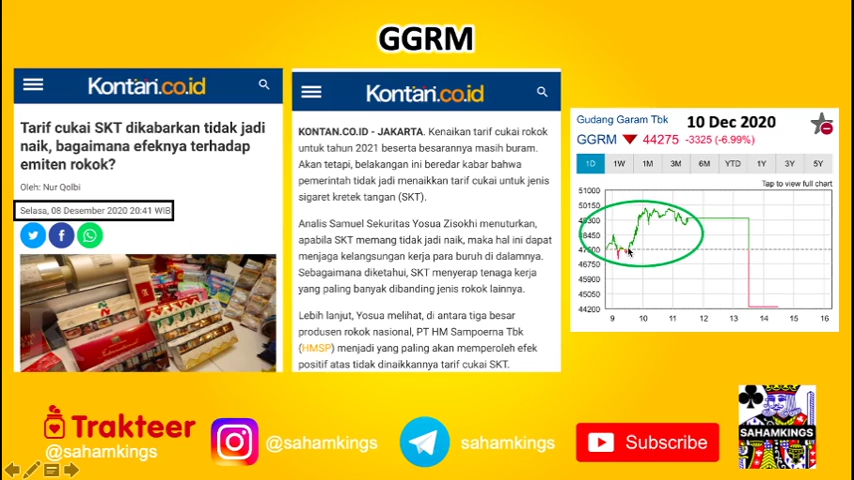 GGRM
Kontan.co.id
Tarif cukai SKT dikabarkan tidak jadi
naik, bagaimana efeknya terhadap
emiten rokok?
Oleh: Nur Qolbi
Selasa, 08 Desember 2020 20:41 WIB
Kontan.co.id
KONTAN.CO.ID - JAKARTA. Kenaikan tarif cukai rokok
untuk tahun 2021 beserta besarannya masih buram.
Akan tetapi, belakangan ini beredar kabar bahwa
pemerintah tidak jadi menaikkan tarif cukai untuk jenis
sigaret kretek tangan (SKT).
Analis Samuel Sekuritas Yosua Zisokhi menuturkan,
apabila SKT memang tidak jadi naik, maka hal ini dapat
menjaga kelangsungan kerja para buruh di dalamnya.
Sebagaimana diketahui, SKT menyerap tenaga kerja
yang paling banyak dibanding jenis rokok lainnya.
Lebih lanjut, Yosua melihat, di antara tiga besar
produsen rokok nasional, PT HM Sampoerna Tbk
(HMSP) menjadi yang paling akan memperoleh efek
positif atas tidak dinaikkannya tarif cukai SKT.
Gudang Garam Tbk
10 Dec 2020
GGRM 44275 -3325 (-6.99%)
1D 1W 1M 3M 6M YTD 1Y 3Y 5Y
Tap to view full chart
51000
50150
49300
48450
47600
46750
45900
45050
44200
9 10 11 12 13 14 15 16
Trakteer
@sahamkings
@sahamkings
sahamkings
Subscribe
SAHAMKINGS